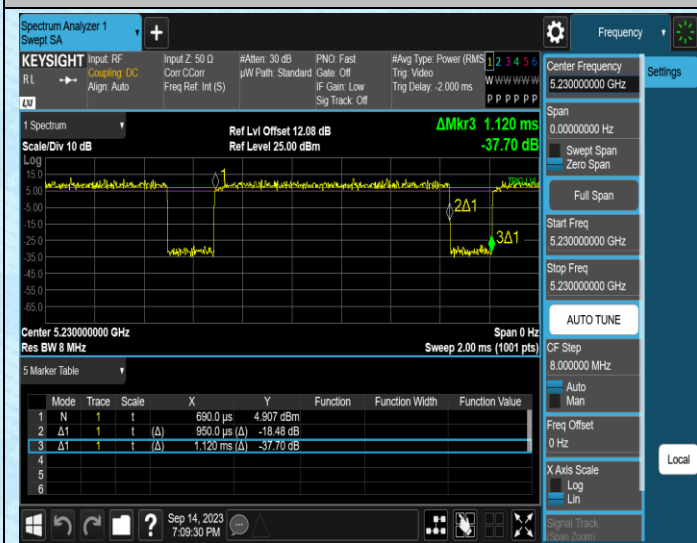 Spectrum Analyzer 1
Swept SA
Frequency
KEYSIGHT
RL
Input: RF
Coupling: DC
Align: Auto
Input Z: 50 Ω
Corr CCorr
Freq Ref: Int (S)
#Atten: 30 dB
µW Path: Standard
PNO: Fast
Gate: Off
IF Gain: Low
Sig Track: Off
#Avg Type: Power (RMS
Trig: Video
Trig Delay: -2.000 ms
1 2 3 4 5 6
W W W W W W
P P P P P P
LW
1 Spectrum
Scale/Div 10 dB
Ref Lvl Offset 12.08 dB
Ref Level 25.00 dBm
ΔMkr3 1.120 ms
-37.70 dB
Log
15.0
5.00
-5.00
-15.0
-25.0
-35.0
-45.0
-55.0
-65.0
1
2Δ1
3Δ1
Center 5.230000000 GHz
Res BW 8 MHz
Span 0 Hz
Sweep 2.00 ms (1001 pts)
5 Marker Table
Mode Trace Scale X Y Function Function Width Function Value
1 N 1 t 690.0 µs 4.907 dBm
2 Δ1 1 t (Δ) 950.0 µs (Δ) -18.48 dB
3 Δ1 1 t (Δ) 1.120 ms (Δ) -37.70 dB
4
5
6
?
Sep 14, 2023
7:09:30 PM
Center Frequency
5.230000000 GHz
Span
0.00000000 Hz
Swept Span
Zero Span
Full Span
Start Freq
5.230000000 GHz
Stop Freq
5.230000000 GHz
AUTO TUNE
CF Step
8.000000 MHz
Auto
Man
Freq Offset
0 Hz
X Axis Scale
Log
Lin
Signal Track
(Span Zoom)
Settings
Local